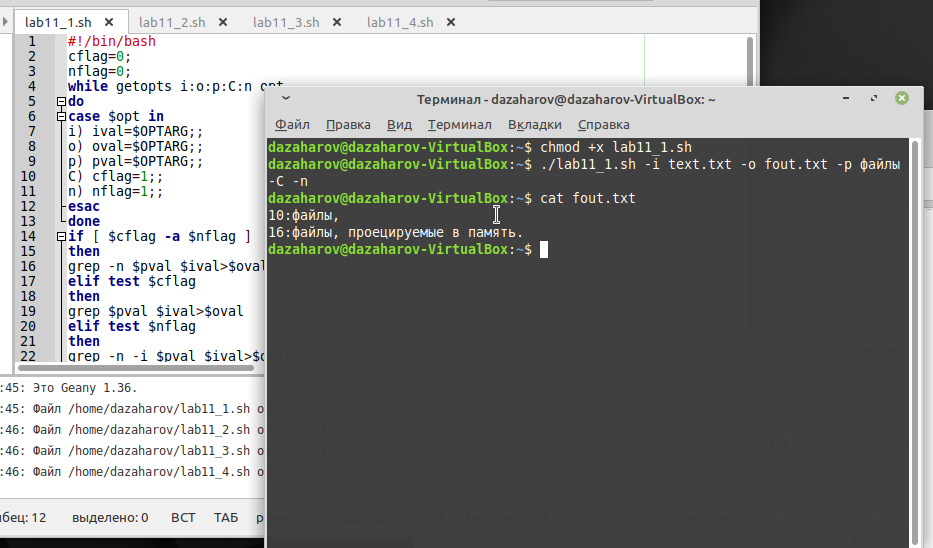 lab11_1.sh lab11_2.sh lab11_3.sh lab11_4.sh
1 #!/bin/bash
2 cflag=0;
3 nflag=0;
4 while getopts i:o:p:C:n opt
5 do
6 case $opt in
7 i) ival=$OPTARG;;
8 o) oval=$OPTARG;;
9 p) pval=$OPTARG;;
10 C) cflag=1;;
11 n) nflag=1;;
12 esac
13 done
14 if [ $cflag -a $nflag ]
15 then
16 grep -n $pval $ival>$oval
17 elif test $cflag
18 then
19 grep $pval $ival>$oval
20 elif test $nflag
21 then
22 grep -n -i $pval $ival>$o
:45: Это Geany 1.36.
:45: Файл /home/dazaharov/lab11_1.sh о
:46: Файл /home/dazaharov/lab11_2.sh о
:46: Файл /home/dazaharov/lab11_3.sh о
:46: Файл /home/dazaharov/lab11_4.sh о
бец: 12 выделено: 0 ВСТ ТАБ
Терминал - dazaharov@dazaharov-VirtualBox: ~
Файл Правка Вид Терминал Вкладки Справка
dazaharov@dazaharov-VirtualBox:~$ chmod +x lab11_1.sh
dazaharov@dazaharov-VirtualBox:~$ ./lab11_1.sh -i text.txt -o fout.txt -p файлы
-C -n
dazaharov@dazaharov-VirtualBox:~$ cat fout.txt
10:файлы,
16:файлы, проецируемые в память.
dazaharov@dazaharov-VirtualBox:~$